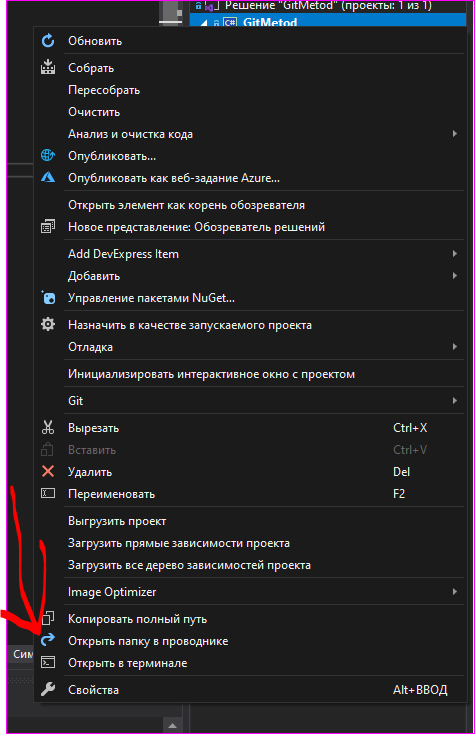 Решение "GitMetod" (проекты: 1 из 1)
C# GitMetod
Обновить
Собрать
Пересобрать
Очистить
Анализ и очистка кода
Опубликовать...
Опубликовать как веб-задание Azure...
Открыть элемент как корень обозревателя
Новое представление: Обозреватель решений
Add DevExpress Item
Добавить
Управление пакетами NuGet...
Назначить в качестве запускаемого проекта
Отладка
Инициализировать интерактивное окно с проектом
Git
Вырезать Ctrl+X
Вставить Ctrl+V
Удалить Del
Переименовать F2
Выгрузить проект
Загрузить прямые зависимости проекта
Загрузить все дерево зависимостей проекта
Image Optimizer
Копировать полный путь
Открыть папку в проводнике
Сим
Открыть в терминале
Свойства Alt+ВВОД